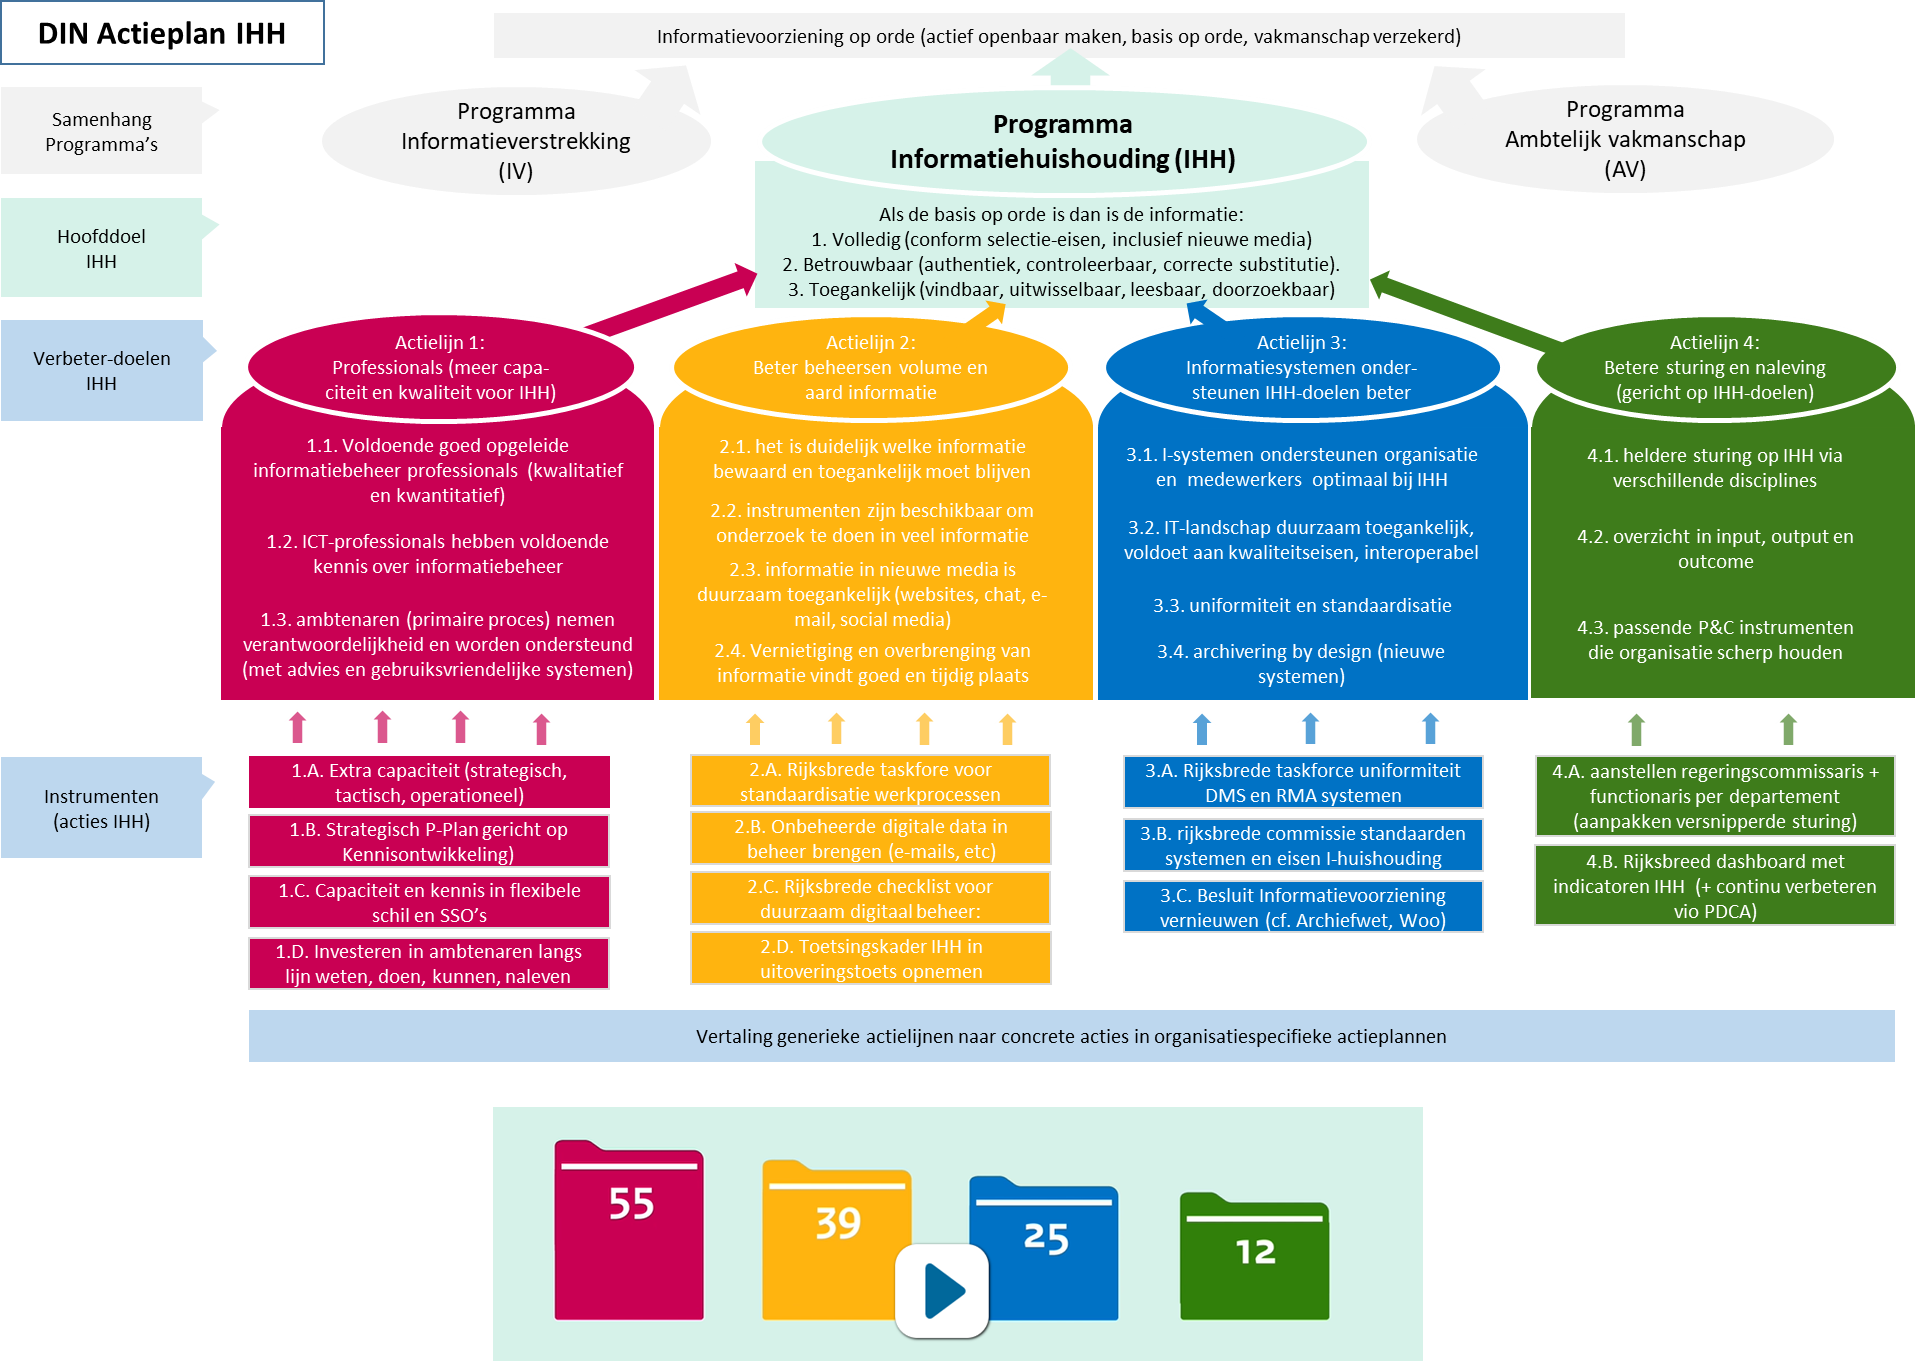 DIN Actieplan IHH
Informatievoorziening op orde (actief openbaar maken, basis op orde, vakmanschap verzekerd)
Samenhang
Programma's
Programma
Informatieverstrekking
(IV)
Programma
Informatiehuishouding (IHH)
Programma
Ambtelijk vakmanschap
(AV)
Hoofddoel
IHH
Als de basis op orde is dan is de informatie:
1. Volledig (conform selectie-eisen, inclusief nieuwe media)
2. Betrouwbaar (authentiek, controleerbaar, correcte substitutie).
3. Toegankelijk (vindbaar, uitwisselbaar, leesbaar, doorzoekbaar)
Verbeter-doelen
IHH
Actielijn 1:
Professionals (meer capa-
citeit en kwaliteit voor IHH)
1.1. Voldoende goed opgeleide
informatiebeheer professionals (kwalitatief
en kwantitatief)
1.2. ICT-professionals hebben voldoende
kennis over informatiebeheer
1.3. ambtenaren (primaire proces) nemen
verantwoordelijkheid en worden ondersteund
(met advies en gebruiksvriendelijke systemen)
Actielijn 2:
Beter beheersen volume en
aard informatie
2.1. het is duidelijk welke informatie
bewaard en toegankelijk moet blijven
2.2. instrumenten zijn beschikbaar om
onderzoek te doen in veel informatie
2.3. informatie in nieuwe media is
duurzaam toegankelijk (websites, chat, e-
mail, social media)
2.4. Vernietiging en overbrenging van
informatie vindt goed en tijdig plaats
Actielijn 3:
Informatiesystemen onder-
steunen IHH-doelen beter
3.1. I-systemen ondersteunen organisatie
en medewerkers optimaal bij IHH
3.2. IT-landschap duurzaam toegankelijk,
voldoet aan kwaliteitseisen, interoperabel
3.3. uniformiteit en standaardisatie
3.4. archivering by design (nieuwe
systemen)
Actielijn 4:
Betere sturing en naleving
(gericht op IHH-doelen)
4.1. heldere sturing op IHH via
verschillende disciplines
4.2. overzicht in input, output en
outcome
4.3. passende P&C instrumenten
die organisatie scherp houden
Instrumenten
(acties IHH)
1.A. Extra capaciteit (strategisch,
tactisch, operationeel)
1.B. Strategisch P-Plan gericht op
Kennisontwikkeling)
1.C. Capaciteit en kennis in flexibele
schil en SSO's
1.D. Investeren in ambtenaren langs
lijn weten, doen, kunnen, naleven
2.A. Rijksbrede taskfore voor
standaardisatie werkprocessen
2.B. Onbeheerde digitale data in
beheer brengen (e-mails, etc)
2.C. Rijksbrede checklist voor
duurzaam digitaal beheer:
2.D. Toetsingskader IHH in
uitoveringstoets opnemen
3.A. Rijksbrede taskforce uniformiteit
DMS en RMA systemen
3.B. rijksbrede commissie standaarden
systemen en eisen I-huishouding
3.C. Besluit Informatievoorziening
vernieuwen (cf. Archiefwet, Woo)
4.A. aanstellen regeringscommissaris +
functionaris per departement
(aanpakken versnipperde sturing)
4.B. Rijksbreed dashboard met
indicatoren IHH (+ continu verbeteren
vio PDCA)
Vertaling generieke actielijnen naar concrete acties in organisatiespecifieke actieplannen
55
39
25
12